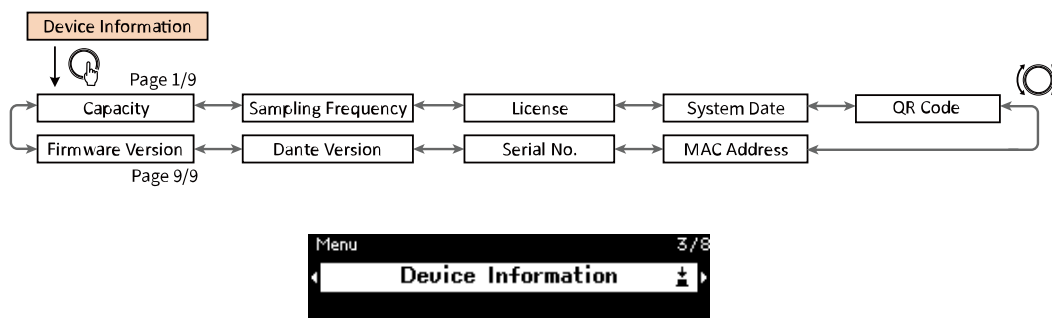 Device Information
Page 1/9
Capacity Sampling Frequency License System Date QR Code
Firmware Version Dante Version Serial No. MAC Address
Page 9/9
Menu 3/8
Device Information